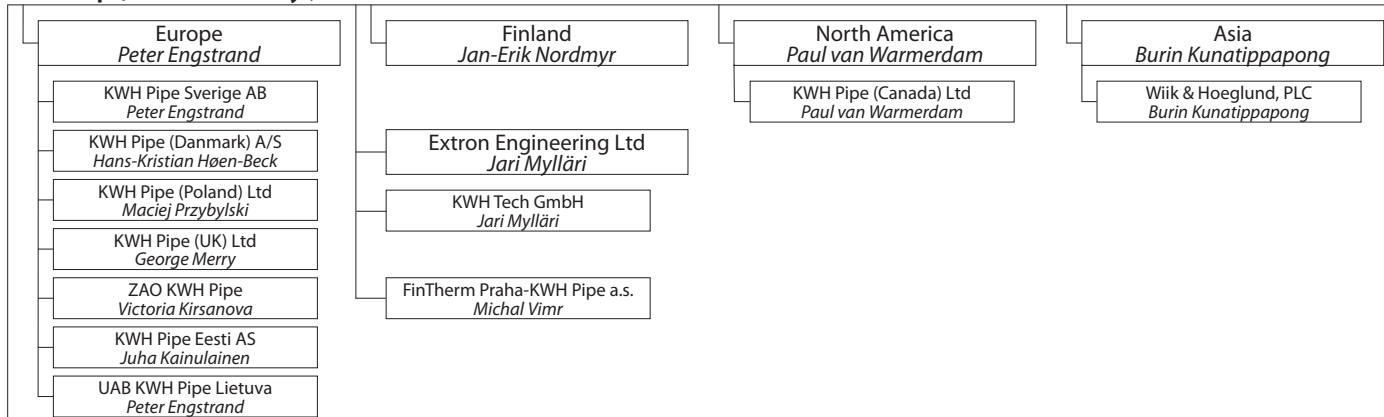 Europe
Peter Engstrand
KWH Pipe Sverige AB
Peter Engstrand
KWH Pipe (Danmark) A/S
Hans-Kristian Høen-Beck
KWH Pipe (Poland) Ltd
Maciej Przybylski
KWH Pipe (UK) Ltd
George Merry
ZAO KWH Pipe
Victoria Kirsanova
KWH Pipe Eesti AS
Juha Kainulainen
UAB KWH Pipe Lietuva
Peter Engstrand
Finland
Jan-Erik Nordmyr
Extron Engineering Ltd
Jari Mylläri
KWH Tech GmbH
Jari Mylläri
FinTherm Praha-KWH Pipe a.s.
Michal Vimr
North America
Paul van Warmerdam
KWH Pipe (Canada) Ltd
Paul van Warmerdam
Asia
Burin Kunatippapong
Wiik & Hoeglund, PLC
Burin Kunatippapong